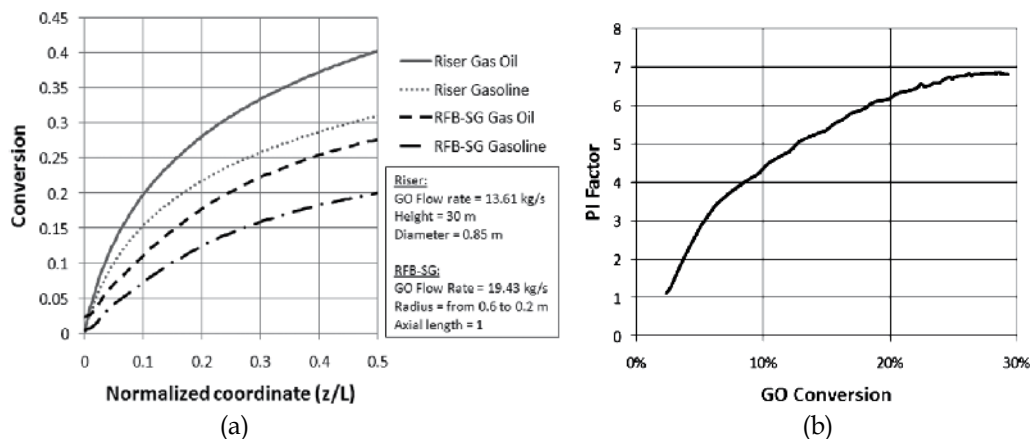 0.45
0.4
0.35
0.3
0.25
0.2
0.15
0.1
0.05
0
Conversion
0 0.1 0.2 0.3 0.4 0.5
Normalized coordinate (z/L)
Riser Gas Oil
Riser Gasoline
RFB-SG Gas Oil
RFB-SG Gasoline
Riser:
GO Flow rate = 13.61 kg/s
Height = 30 m
Diameter = 0.85 m
RFB-SG:
GO Flow Rate = 19.43 kg/s
Radius = from 0.6 to 0.2 m
Axial length = 1
(a)
8
7
6
5
4
3
2
1
0
PI Factor
0% 10% 20% 30%
GO Conversion
(b)